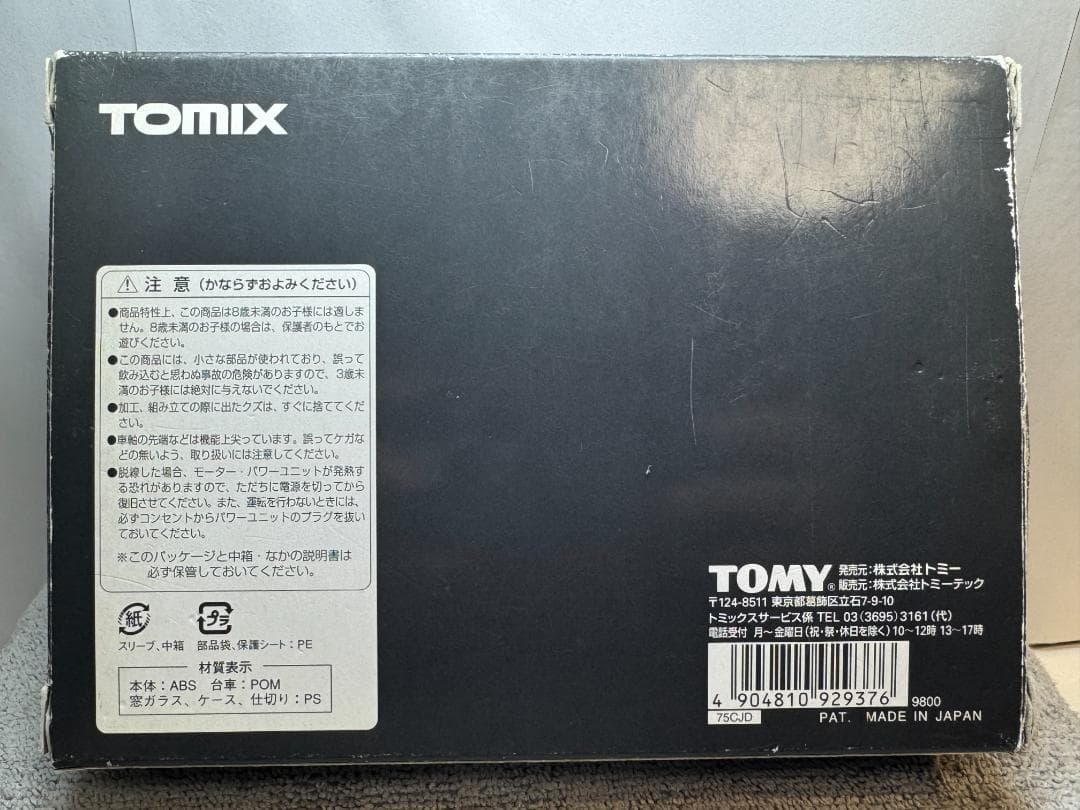 TOMIX
注意（かならずおよみください）
●商品特性上、この商品は8歳未満のお子様には適しま
せん。8歳未満のお子様の場合は、保護者のもとでお
遊びください。
●この商品には、小さな部品が使われており、誤って
飲み込むと思わぬ事故の危険がありますので、3歳未
満のお子様には絶対に与えないでください。
●加工、組み立ての際に出たクズは、すぐに捨ててくだ
さい。
●車軸の先端などは機能上尖っています。誤ってケガな
どの無いよう、取り扱いには注意してください。
●脱線した場合、モーター・パワーユニットが発熱す
る恐れがありますので、ただちに電源を切ってから
復旧させてください。また、運転を行わないときには、
必ずコンセントからパワーユニットのプラグを抜い
ておいてください。
※このパッケージと中箱・なかの説明書は
必ず保管しておいてください。
紙
プラ
スリーブ、中箱 部品袋、保護シート：PE
材質表示
本体：ABS 台車：POM
窓ガラス、ケース、仕切り：PS
TOMY® 発売元：株式会社トミー
販売元：株式会社トミーテック
〒124-8511 東京都葛飾区立石7-9-10
トミックスサービス係 TEL 03（3695）3161（代）
電話受付 月〜金曜日（祝・祭・休日を除く）10〜12時 13〜17時
4 904810 929376
9800
75CJD
PAT. MADE IN JAPAN